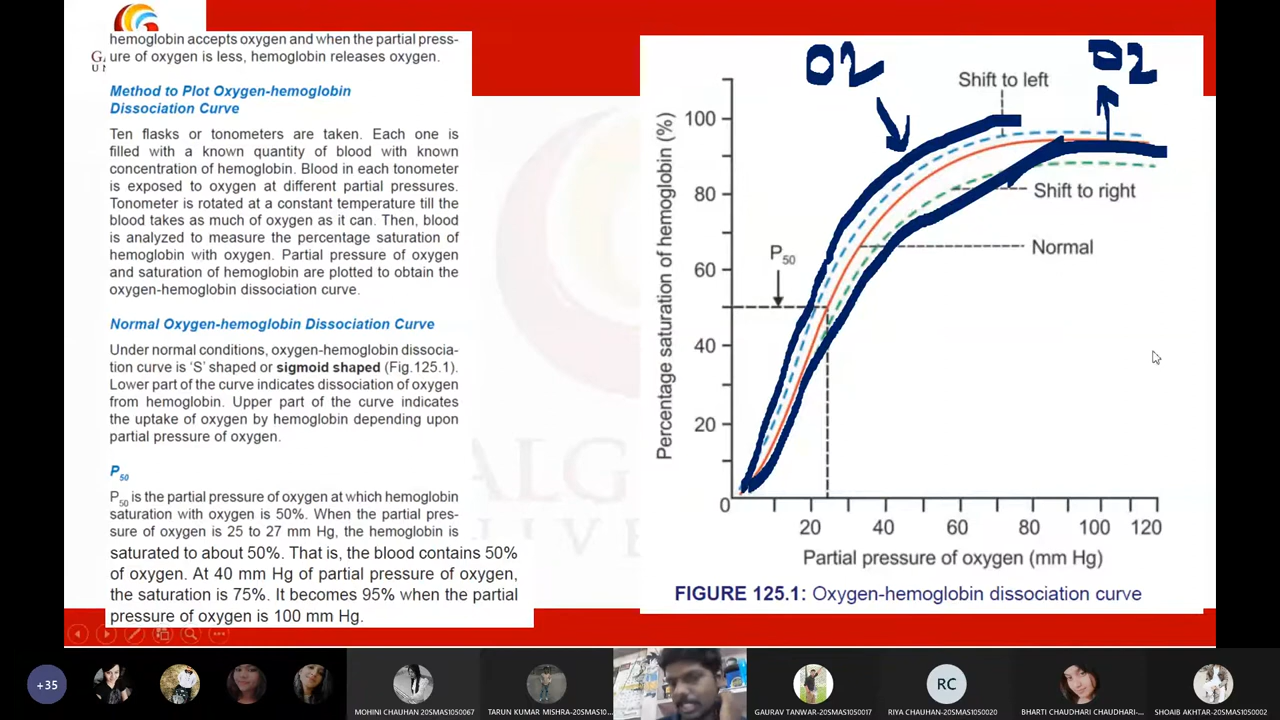 hemoglobin accepts oxygen and when the partial press-
ure of oxygen is less, hemoglobin releases oxygen.
Method to Plot Oxygen-hemoglobin
Dissociation Curve
Ten flasks or tonometers are taken. Each one is
filled with a known quantity of blood with known
concentration of hemoglobin. Blood in each tonometer
is exposed to oxygen at different partial pressures.
Tonometer is rotated at a constant temperature till the
blood takes as much of oxygen as it can. Then, blood
is analyzed to measure the percentage saturation of
hemoglobin with oxygen. Partial pressure of oxygen
and saturation of hemoglobin are plotted to obtain the
oxygen-hemoglobin dissociation curve.
Normal Oxygen-hemoglobin Dissociation Curve
Under normal conditions, oxygen-hemoglobin dissocia-
tion curve is 'S' shaped or sigmoid shaped (Fig.125.1).
Lower part of the curve indicates dissociation of oxygen
from hemoglobin. Upper part of the curve indicates
the uptake of oxygen by hemoglobin depending upon
partial pressure of oxygen.
P50
P50 is the partial pressure of oxygen at which hemoglobin
saturation with oxygen is 50%. When the partial pres-
sure of oxygen is 25 to 27 mm Hg, the hemoglobin is
saturated to about 50%. That is, the blood contains 50%
of oxygen. At 40 mm Hg of partial pressure of oxygen,
the saturation is 75%. It becomes 95% when the partial
pressure of oxygen is 100 mm Hg.
O2
O2
Shift to left
Shift to right
Normal
P50
Percentage saturation of hemoglobin (%)
100
80
60
40
20
0
20 40 60 80 100 120
Partial pressure of oxygen (mm Hg)
FIGURE 125.1: Oxygen-hemoglobin dissociation curve
+35
MOHINI CHAUHAN-20SMAS1050067
TARUN KUMAR MISHRA-20SMAS10...
GAURAV TANWAR-20SMAS1050017
RC
RIYA CHAUHAN-20SMAS1050020
BHARTI CHAUDHARI CHAUDHARI-...
SHOAIB AKHTAR-20SMAS1050002